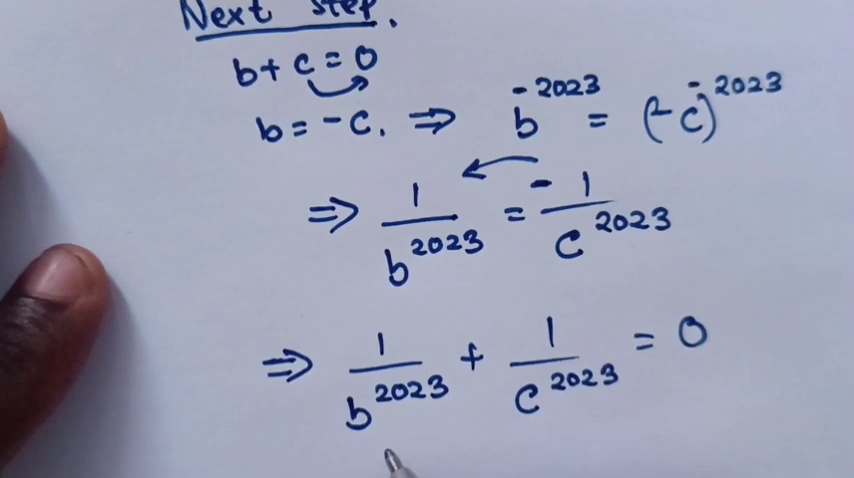 Next step.
b + c = 0
b = -c. ⇒ b^-2023 = (-c)^-2023
⇒ 1/b^2023 = -1/c^2023
⇒ 1/b^2023 + 1/c^2023 = 0